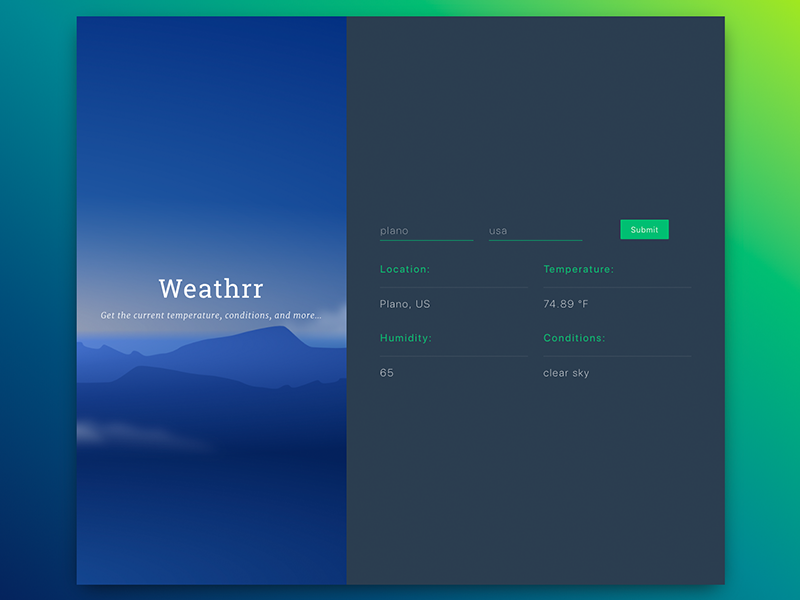 Weathrr
Get the current temperature, conditions, and more...
plano usa Submit
Location: Temperature:
Plano, US 74.89 °F
Humidity: Conditions:
65 clear sky